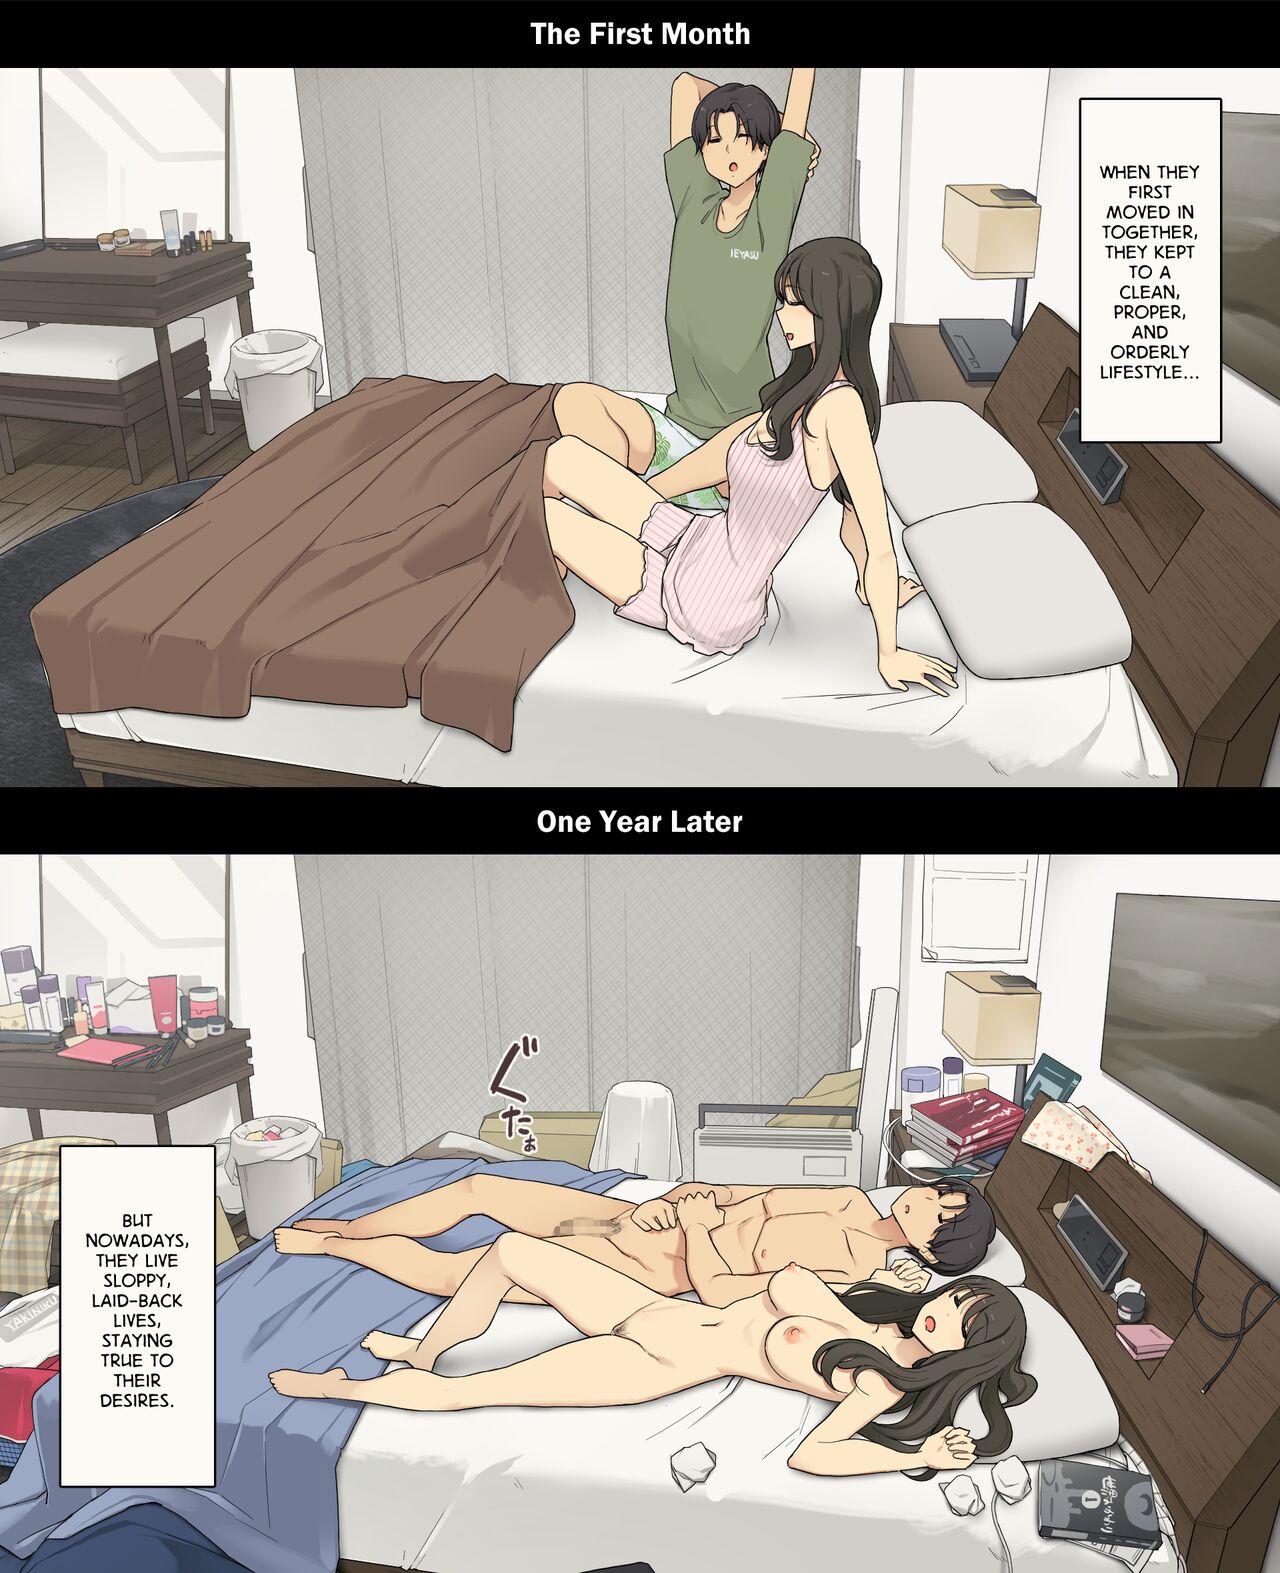 The First Month
IEYASU
WHEN THEY
FIRST
MOVED IN
TOGETHER,
THEY KEPT
TO A
CLEAN,
PROPER,
AND
ORDERLY
LIFESTYLE...
One Year Later
ぐたぁ
BUT
NOWADAYS,
THEY LIVE
SLOPPY,
LAID-BACK
LIVES,
STAYING
TRUE TO
THEIR
DESIRES.
YAKINIKU
1